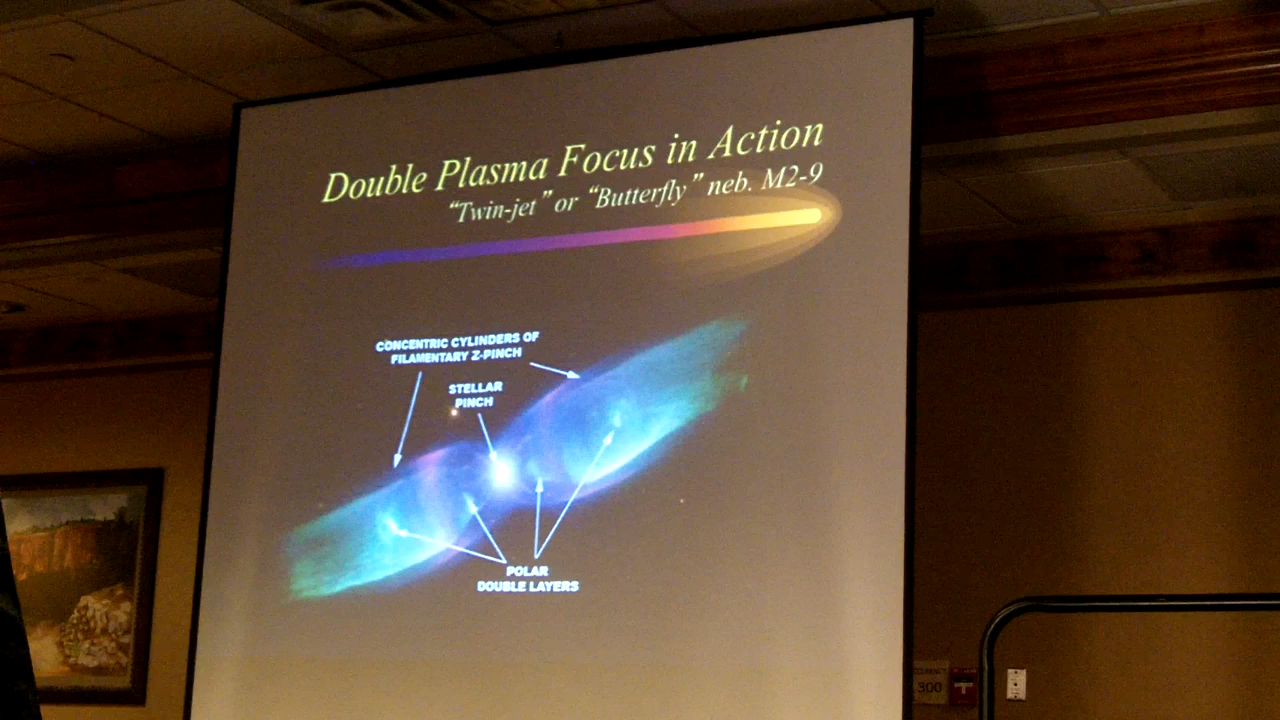 Double Plasma Focus in Action
“Twin-jet” or “Butterfly” neb. M2-9
CONCENTRIC CYLINDERS OF
FILAMENTARY Z-PINCH
STELLAR
PINCH
POLAR
DOUBLE LAYERS
300